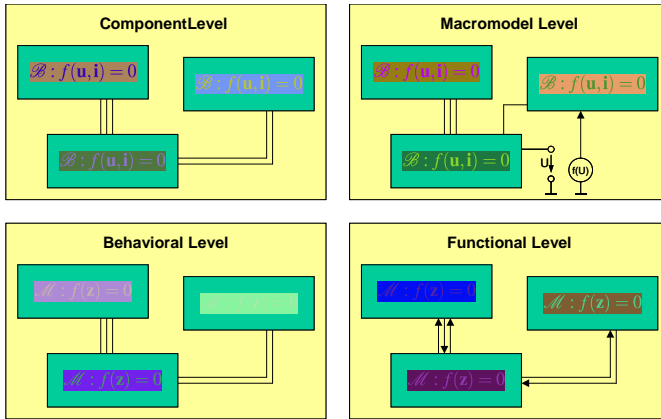 ComponentLevel
ℬ : f(u,i) = 0
ℬ : f(u,i) = 0
ℬ : f(u,i) = 0
Macromodel Level
ℬ : f(u,i) = 0
ℬ : f(u,i) = 0
ℬ : f(u,i) = 0
U
f(U)
Behavioral Level
ℳ : f(z) = 0
ℳ : f(z) = 0
Functional Level
ℳ : f(z) = 0
ℳ : f(z) = 0
ℳ : f(z) = 0